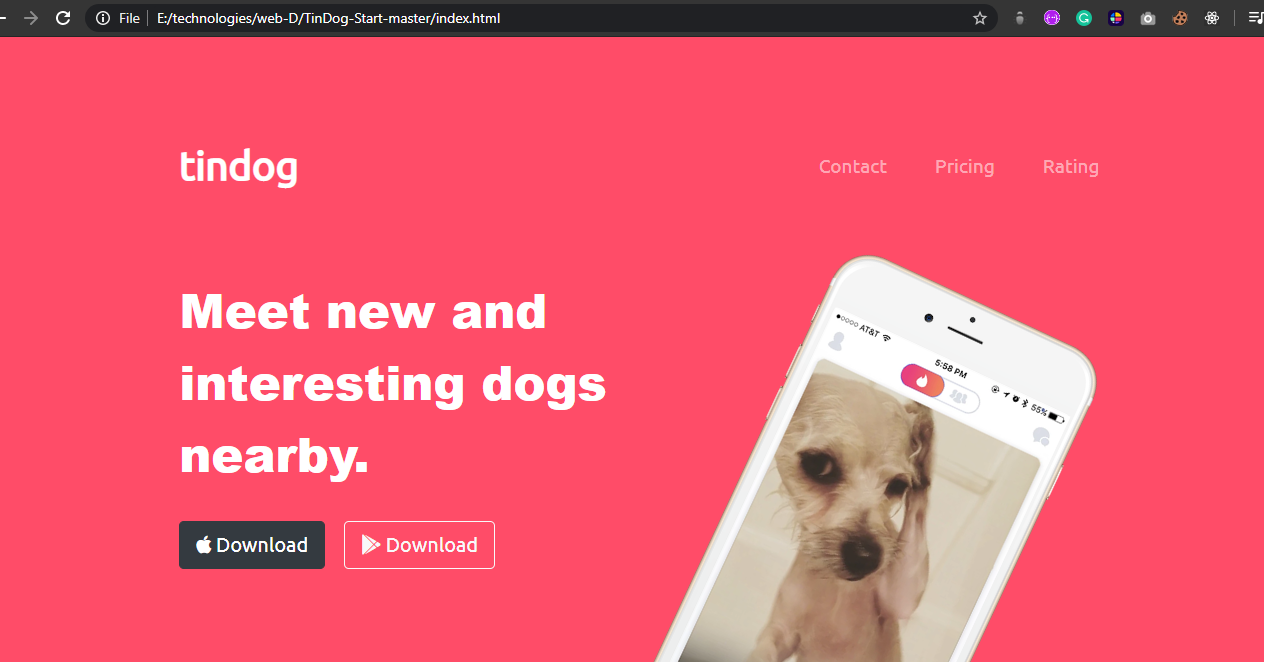 File E:/technologies/web-D/TinDog-Start-master/index.html
tindog
Contact Pricing Rating
Meet new and
interesting dogs
nearby.
Download Download
AT&T 5:58 PM 55%